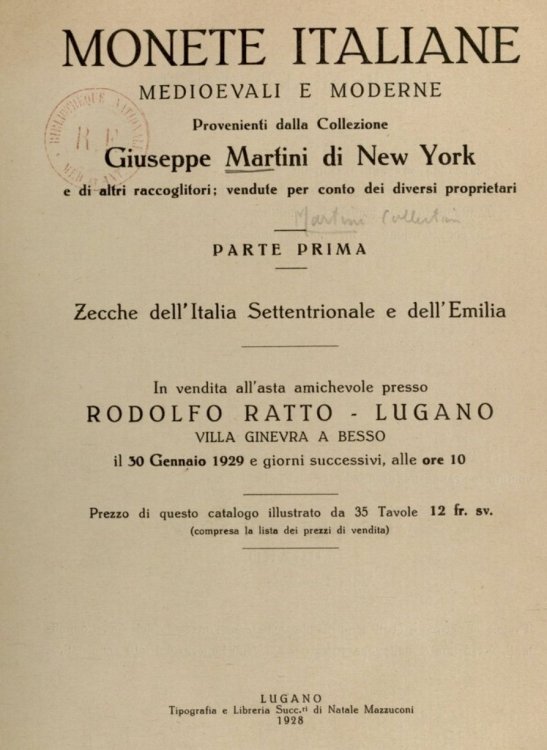 MONETE ITALIANE
MEDIOEVALI E MODERNE
Provenienti dalla Collezione
Giuseppe Martini di New York
e di altri raccoglitori; vendute per conto dei diversi proprietari
Martini Collection
BIBLIOTHEQUE NATIONALE
R F
PARTE PRIMA
Zecche dell'Italia Settentrionale e dell'Emilia
In vendita all'asta amichevole presso
RODOLFO RATTO - LUGANO
VILLA GINEVRA A BESSO
il 30 Gennaio 1929 e giorni successivi, alle ore 10
Prezzo di questo catalogo illustrato da 35 Tavole 12 fr. sv.
(compresa la lista dei prezzi di vendita)
LUGANO
Tipografia e Libreria Succ.ri di Natale Mazzuconi
1928